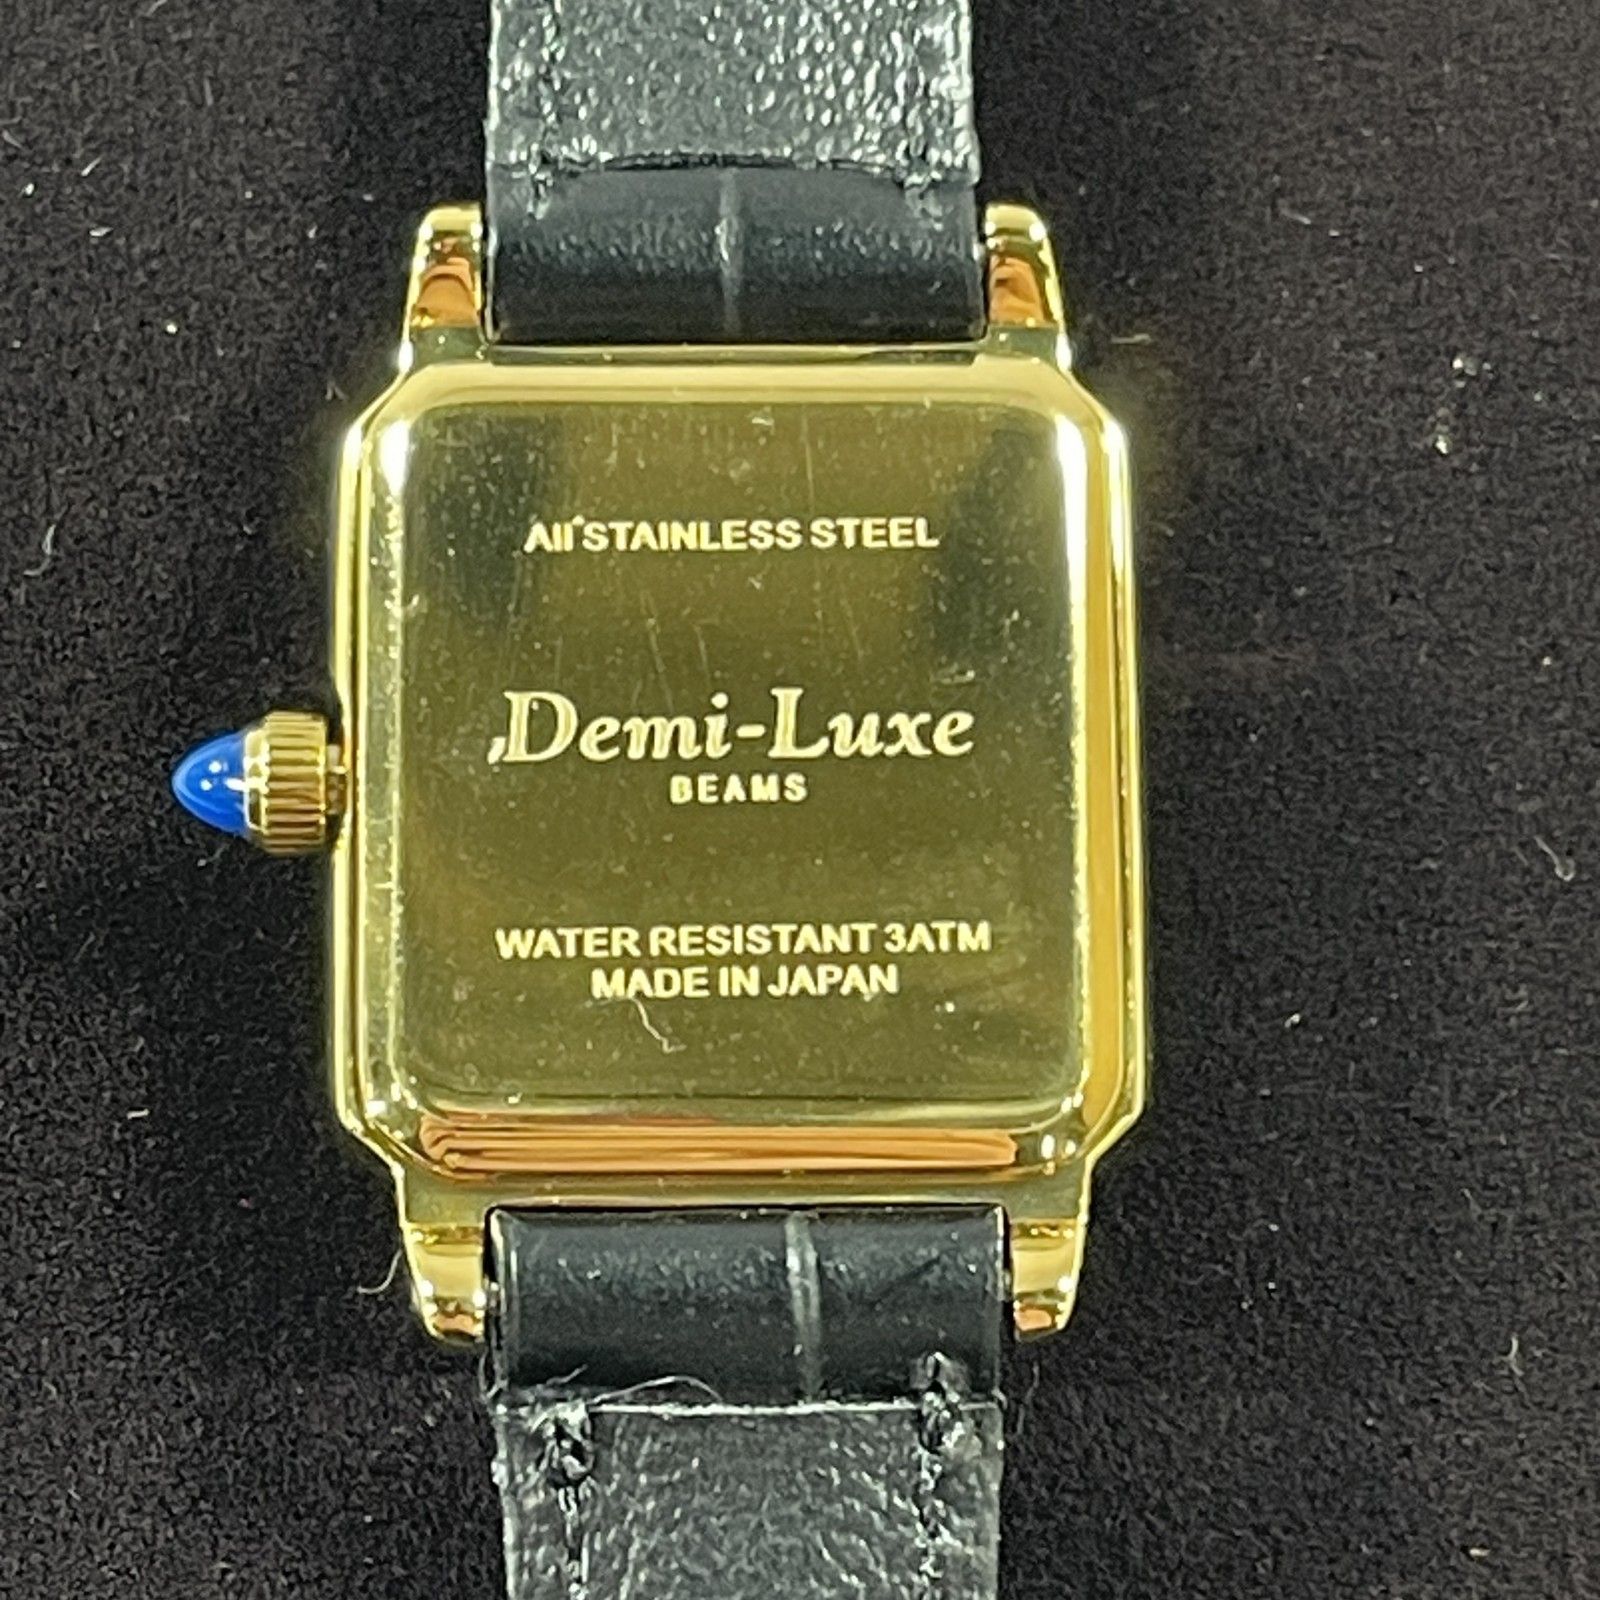 All STAINLESS STEEL
Demi-Luxe
BEAMS
WATER RESISTANT 3ATM
MADE IN JAPAN